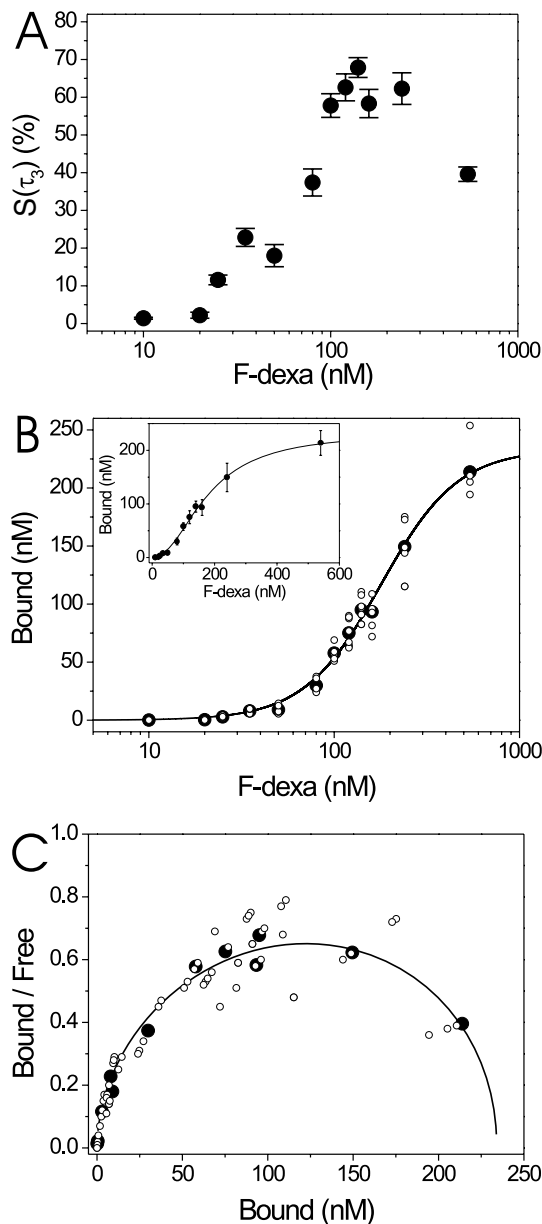 A
80
70
60
50
40
30
20
10
0
S(τ₃) (%)
10 100 1000
F-dexa (nM)
B
250
200
150
100
50
0
Bound (nM)
10 100 1000
F-dexa (nM)
200
100
0
Bound (nM)
0 200 400 600
F-dexa (nM)
C
1.0
0.8
0.6
0.4
0.2
0.0
Bound / Free
0 50 100 150 200 250
Bound (nM)